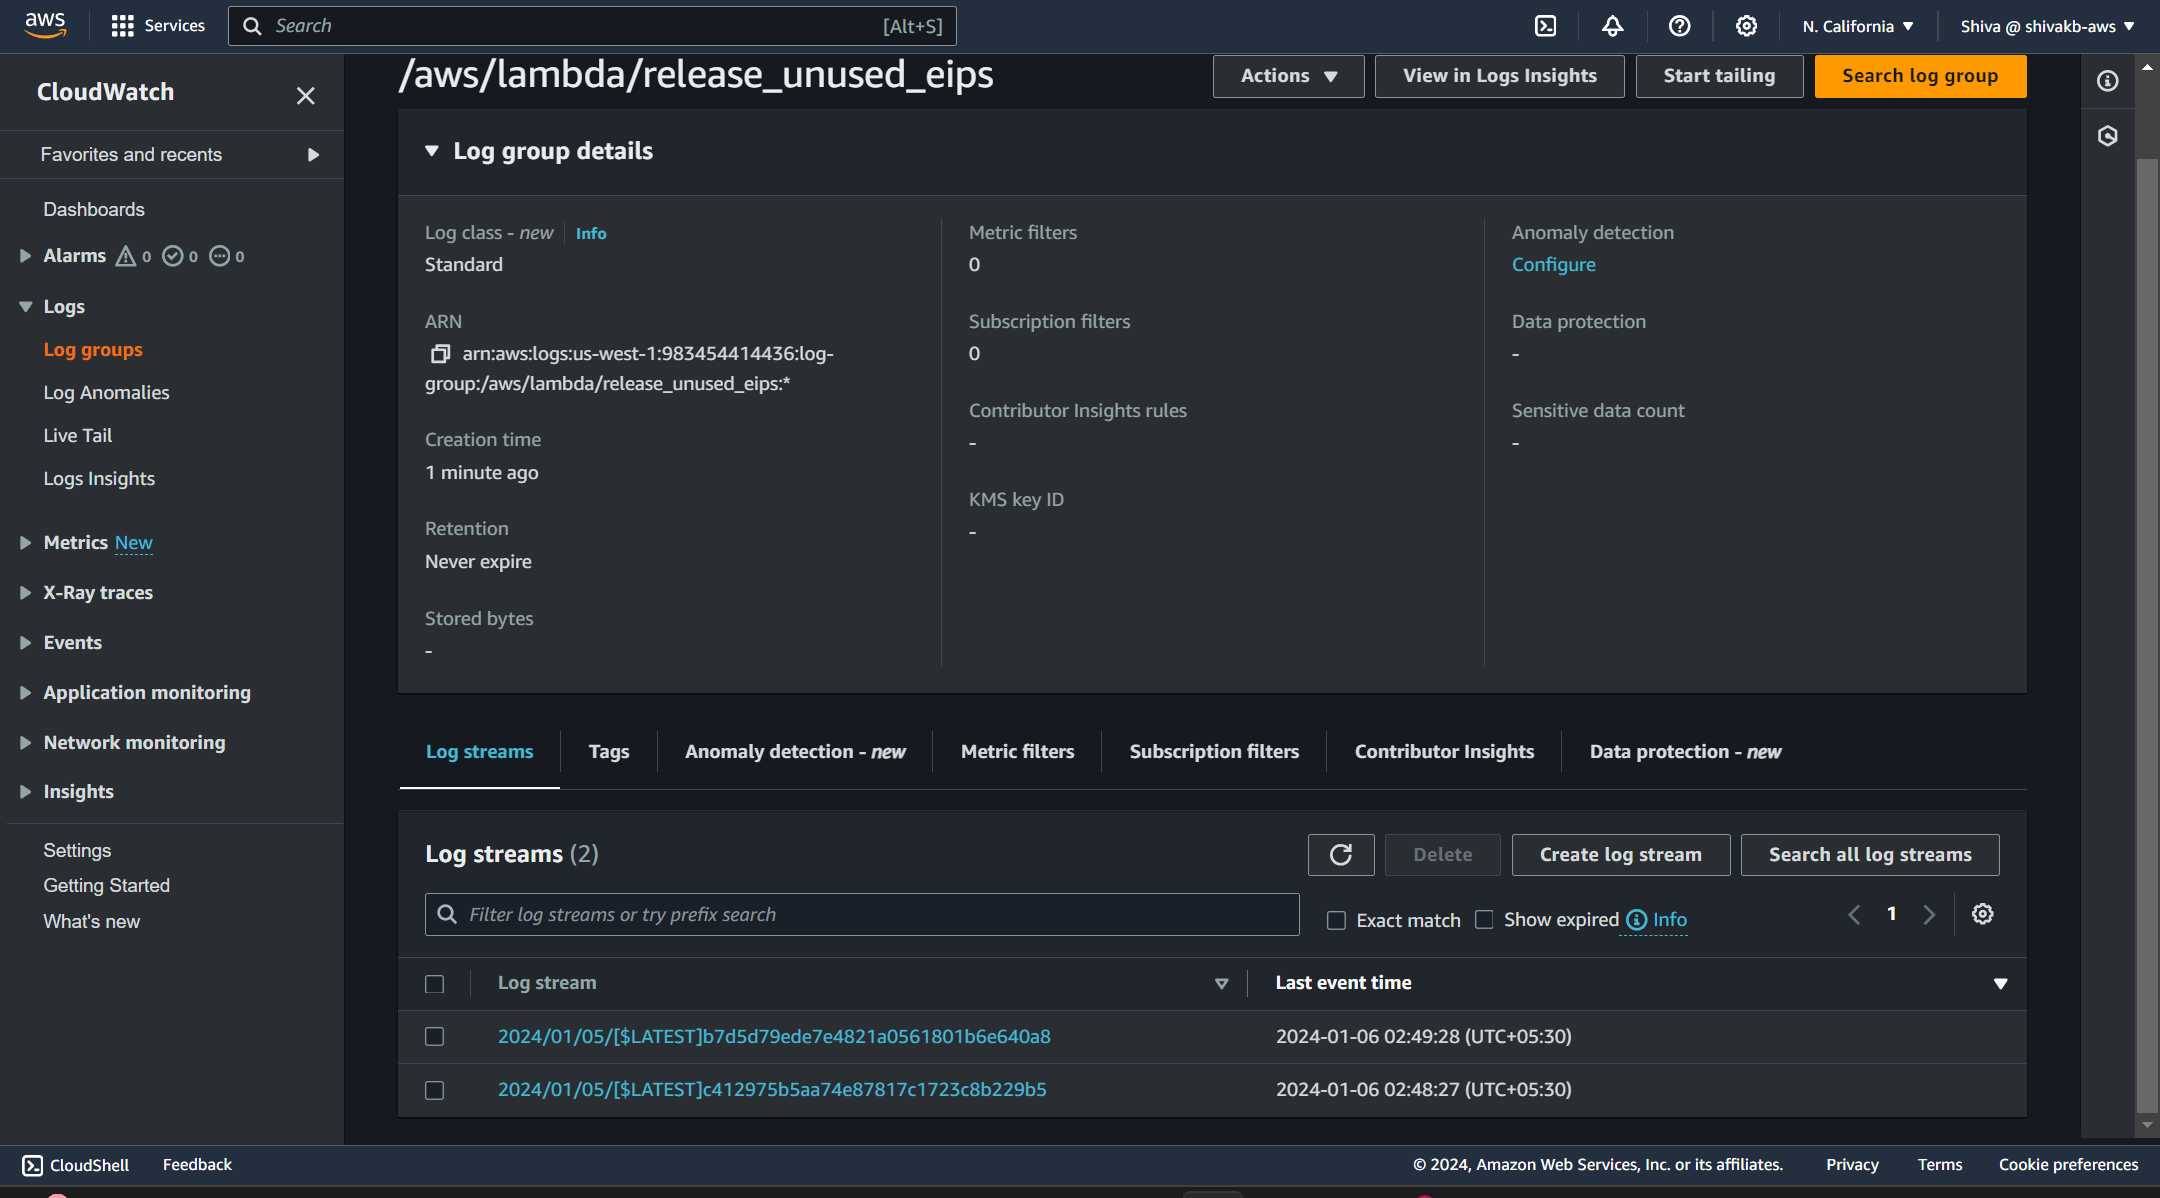 aws
Services
Search
[Alt+S]
N. California
Shiva @ shivakb-aws
CloudWatch
Favorites and recents
Dashboards
Alarms 0 0 0
Logs
Log groups
Log Anomalies
Live Tail
Logs Insights
Metrics New
X-Ray traces
Events
Application monitoring
Network monitoring
Insights
Settings
Getting Started
What's new
/aws/lambda/release_unused_eips
Actions
View in Logs Insights
Start tailing
Search log group
Log group details
Log class - new
Info
Standard
ARN
arn:aws:logs:us-west-1:983454414436:log-
group:/aws/lambda/release_unused_eips:*
Creation time
1 minute ago
Retention
Never expire
Stored bytes
-
Metric filters
0
Subscription filters
0
Contributor Insights rules
-
KMS key ID
-
Anomaly detection
Configure
Data protection
-
Sensitive data count
-
Log streams
Tags
Anomaly detection - new
Metric filters
Subscription filters
Contributor Insights
Data protection - new
Log streams (2)
Delete
Create log stream
Search all log streams
Filter log streams or try prefix search
Exact match
Show expired
Info
1
Log stream
Last event time
2024/01/05/[$LATEST]b7d5d79ede7e4821a0561801b6e640a8
2024-01-06 02:49:28 (UTC+05:30)
2024/01/05/[$LATEST]c412975b5aa74e87817c1723c8b229b5
2024-01-06 02:48:27 (UTC+05:30)
CloudShell
Feedback
© 2024, Amazon Web Services, Inc. or its affiliates.
Privacy
Terms
Cookie preferences